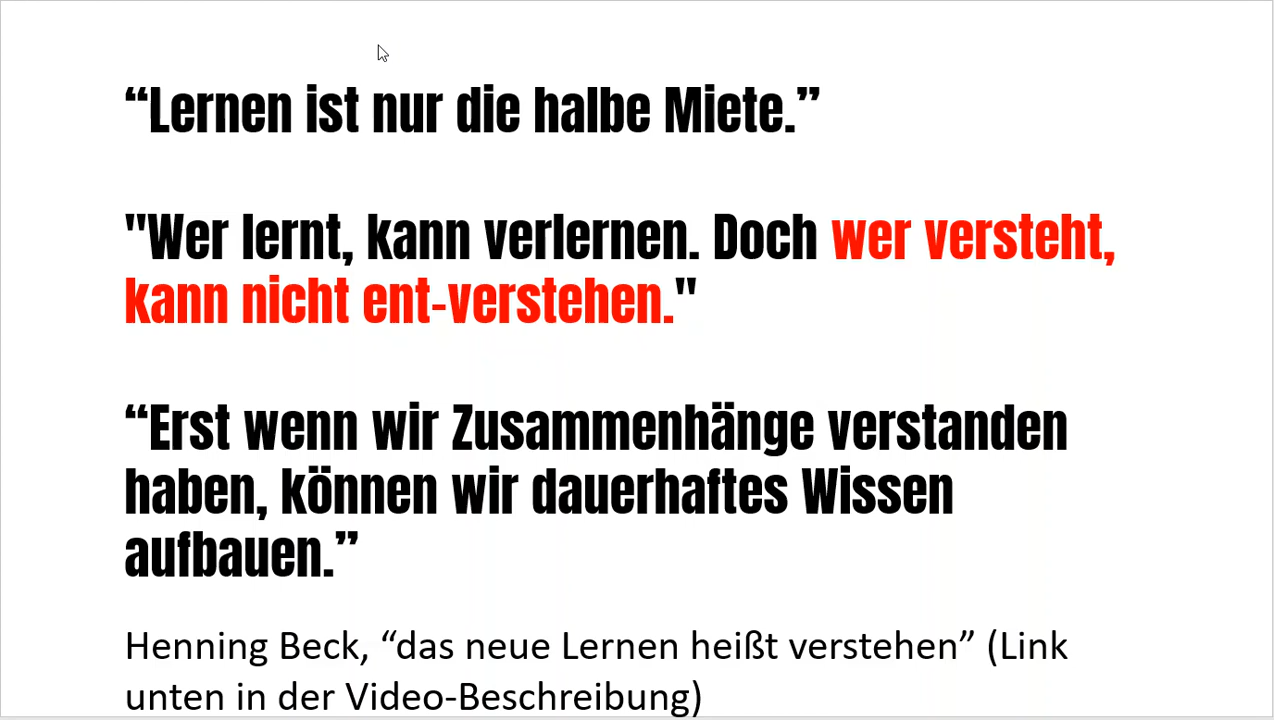 “Lernen ist nur die halbe Miete.”
"Wer lernt, kann verlernen. Doch wer versteht,
kann nicht ent-verstehen."
“Erst wenn wir Zusammenhänge verstanden
haben, können wir dauerhaftes Wissen
aufbauen.”
Henning Beck, “das neue Lernen heißt verstehen” (Link
unten in der Video-Beschreibung)